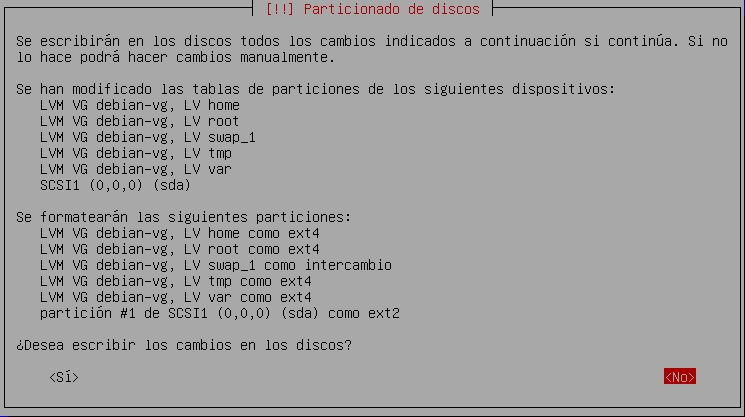 [!!] Particionado de discos
Se escribirán en los discos todos los cambios indicados a continuación si continúa. Si no
lo hace podrá hacer cambios manualmente.
Se han modificado las tablas de particiones de los siguientes dispositivos:
LVM VG debian-vg, LV home
LVM VG debian-vg, LV root
LVM VG debian-vg, LV swap_1
LVM VG debian-vg, LV tmp
LVM VG debian-vg, LV var
SCSI1 (0,0,0) (sda)
Se formatearán las siguientes particiones:
LVM VG debian-vg, LV home como ext4
LVM VG debian-vg, LV root como ext4
LVM VG debian-vg, LV swap_1 como intercambio
LVM VG debian-vg, LV tmp como ext4
LVM VG debian-vg, LV var como ext4
partición #1 de SCSI1 (0,0,0) (sda) como ext2
¿Desea escribir los cambios en los discos?
<Sí> <No>